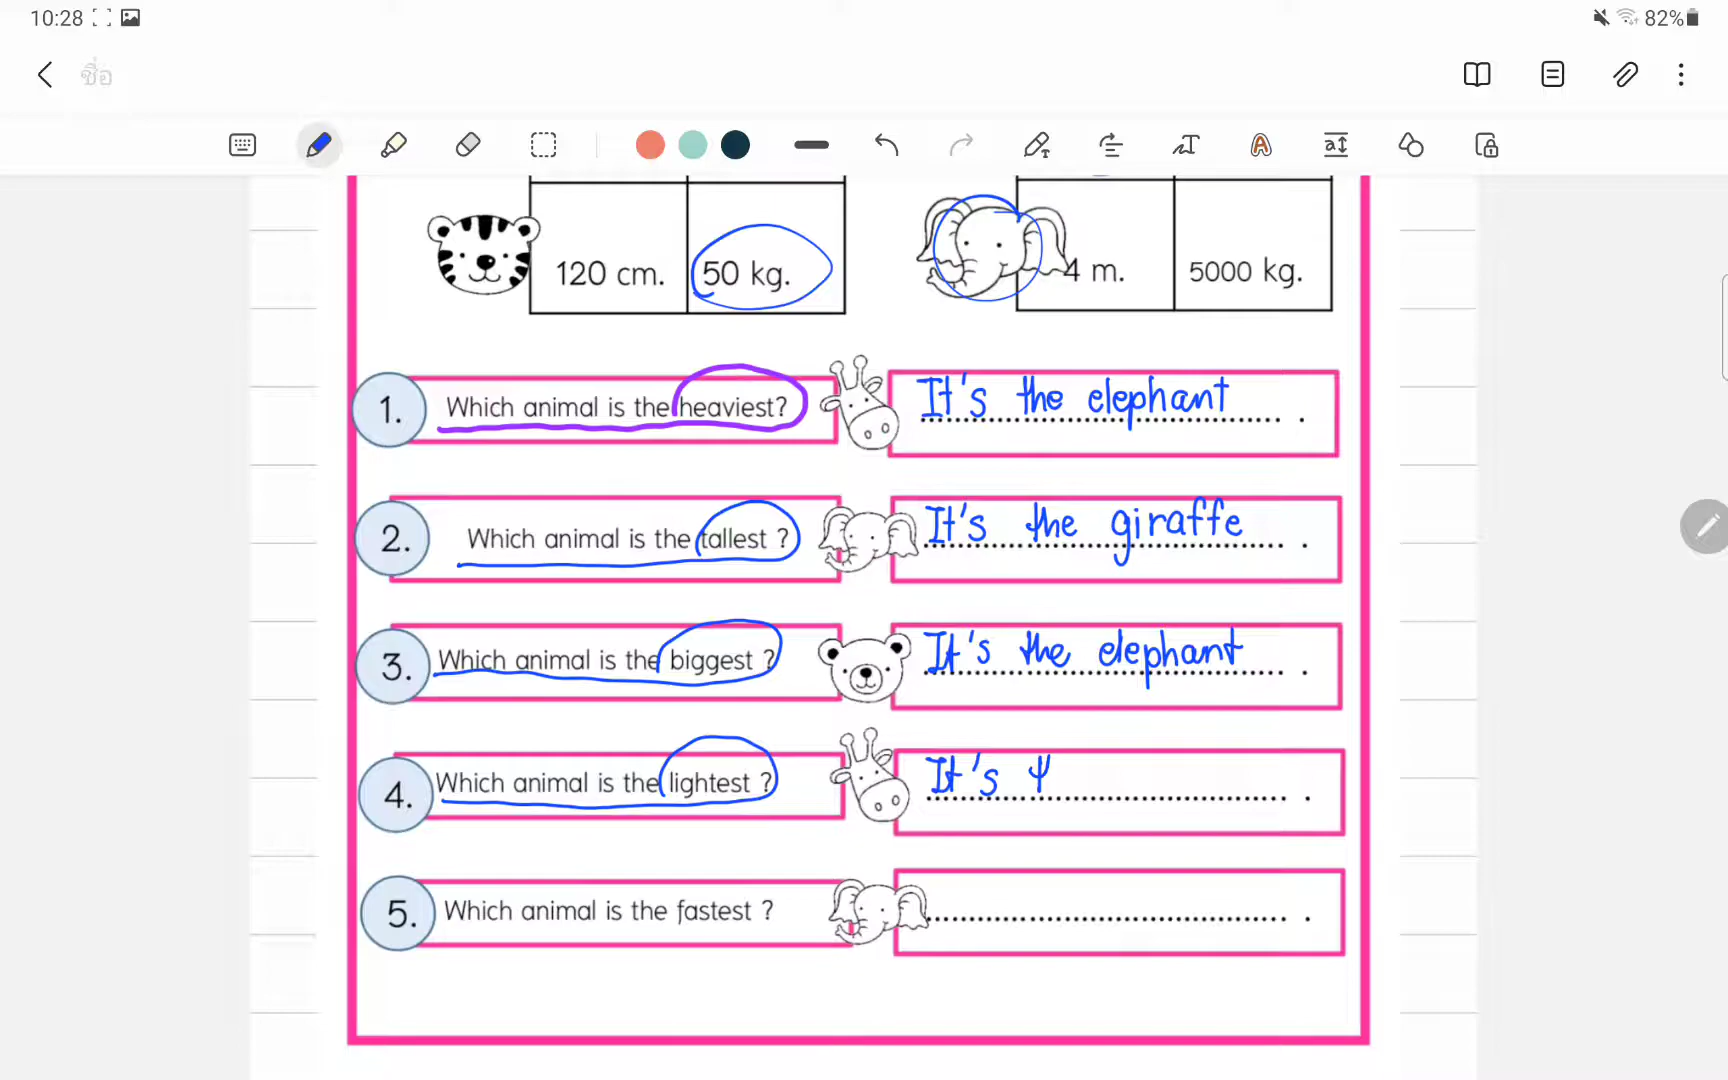 10:28
82%
ชื่อ
120 cm. 50 kg. 4 m. 5000 kg.
1. Which animal is the heaviest? It's the elephant .
2. Which animal is the tallest ? It's the giraffe .
3. Which animal is the biggest ? It's the elephant .
4. Which animal is the lightest ? It's .
5. Which animal is the fastest ? .